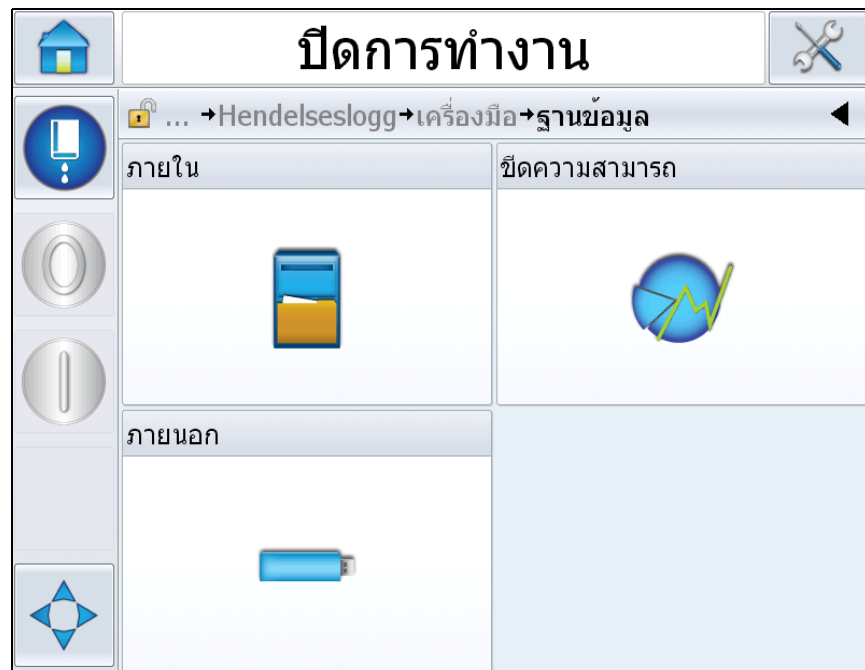 ปิดการทำงาน
... →Hendelseslogg→เครื่องมือ→ฐานข้อมูล
ภายใน
ขีดความสามารถ
ภายนอก